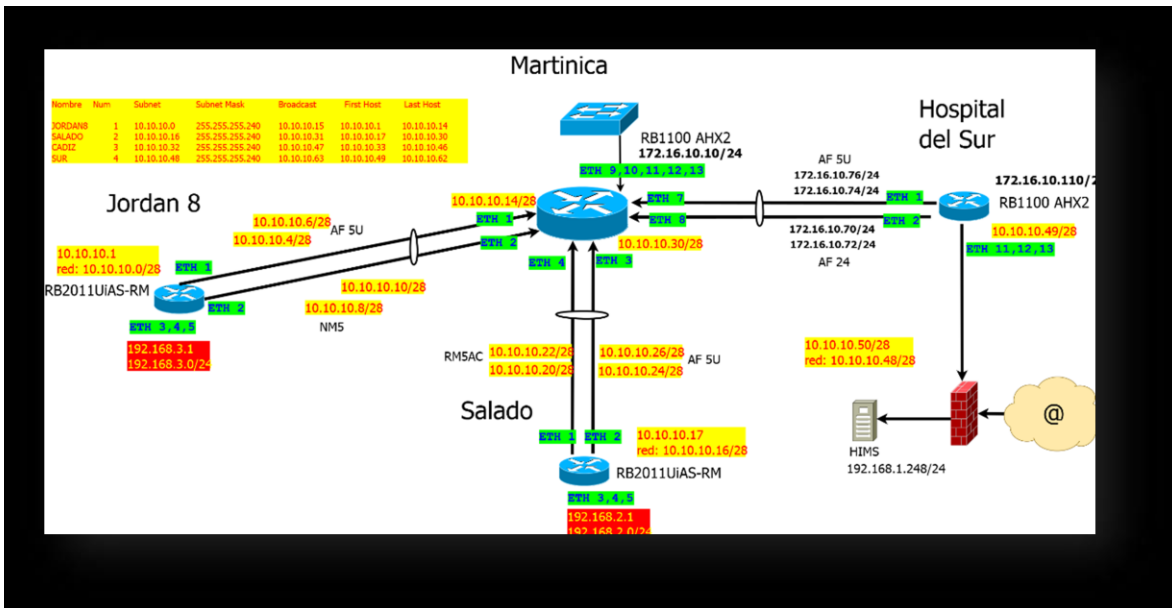 Martinica
Nombre Num Subnet Subnet Mask Broadcast First Host Last Host
JORDAN8 1 10.10.10.0 255.255.255.240 10.10.10.15 10.10.10.1 10.10.10.14
SALADO 2 10.10.10.16 255.255.255.240 10.10.10.31 10.10.10.17 10.10.10.30
CADIZ 3 10.10.10.32 255.255.255.240 10.10.10.47 10.10.10.33 10.10.10.46
SUR 4 10.10.10.48 255.255.255.240 10.10.10.63 10.10.10.49 10.10.10.62
Hospital
del Sur
RB1100 AHX2
172.16.10.10/24
ETH 9,10,11,12,13
AF 5U
172.16.10.76/24
172.16.10.74/24
172.16.10.110/2
RB1100 AHX2
Jordan 8
10.10.10.14/28
ETH 1
ETH 2
ETH 7
ETH 8
ETH 1
ETH 2
10.10.10.6/28
10.10.10.4/28
AF 5U
172.16.10.70/24
172.16.10.72/24
AF 24
10.10.10.49/28
ETH 11,12,13
10.10.10.30/28
ETH 4
ETH 3
10.10.10.1
red: 10.10.10.0/28
RB2011UiAS-RM
ETH 1
ETH 2
10.10.10.10/28
10.10.10.8/28
NM5
ETH 3,4,5
192.168.3.1
192.168.3.0/24
RM5AC
10.10.10.22/28
10.10.10.20/28
10.10.10.26/28
10.10.10.24/28
AF 5U
10.10.10.50/28
red: 10.10.10.48/28
Salado
@
HIMS
192.168.1.248/24
ETH 1
ETH 2
10.10.10.17
red: 10.10.10.16/28
RB2011UiAS-RM
ETH 3,4,5
192.168.2.1
192.168.2.0/24